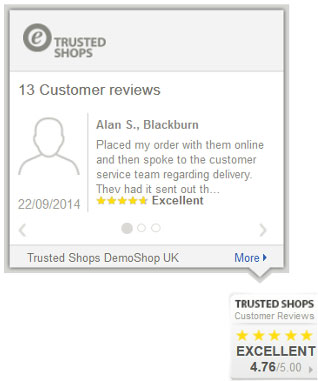 e TRUSTED
SHOPS
13 Customer reviews
Alan S., Blackburn
Placed my order with them online
and then spoke to the customer
service team regarding delivery.
They had it sent out th...
22/09/2014
Excellent
Trusted Shops DemoShop UK More
TRUSTED SHOPS
Customer Reviews
EXCELLENT
4.76/5.00